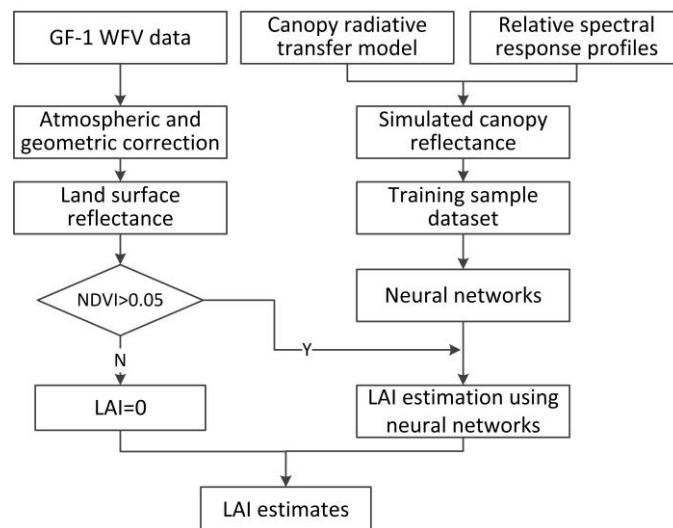 GF-1 WFV data
Canopy radiative
transfer model
Relative spectral
response profiles
Atmospheric and
geometric correction
Simulated canopy
reflectance
Land surface
reflectance
Training sample
dataset
NDVI>0.05
Neural networks
Y
N
LAI=0
LAI estimation using
neural networks
LAI estimates